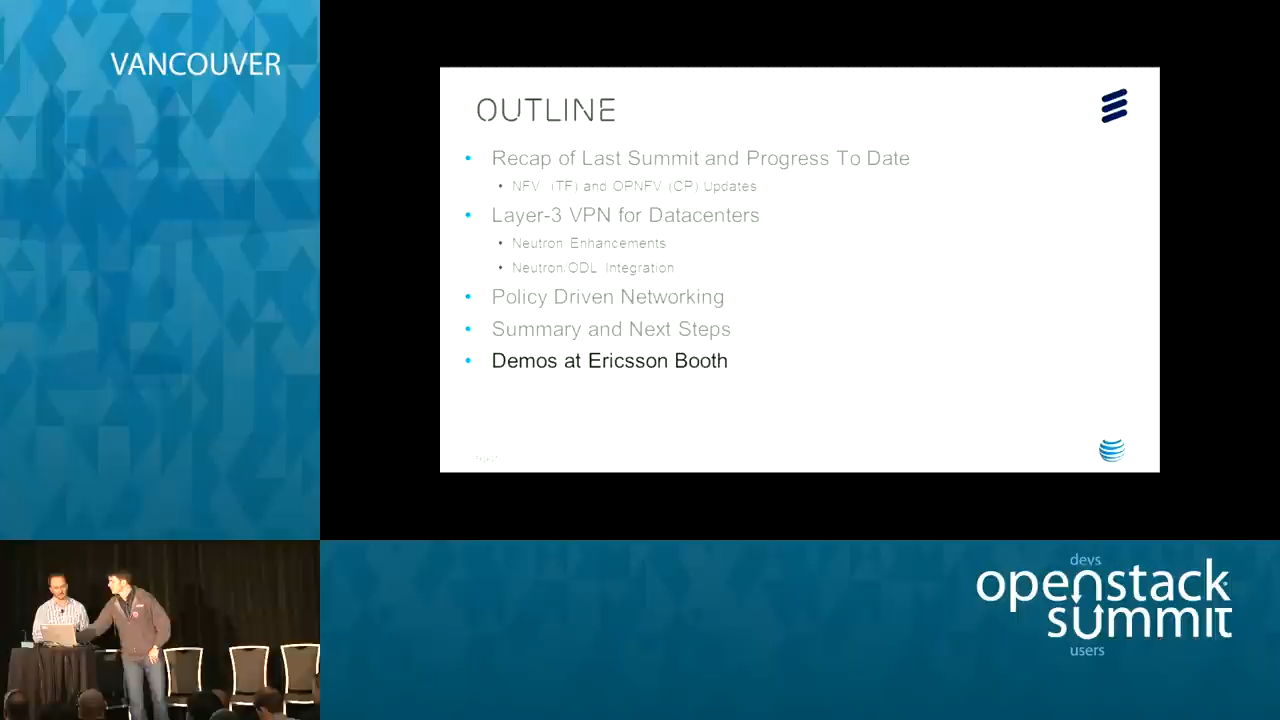 VANCOUVER
OUTLINE
• Recap of Last Summit and Progress To Date
• NFV (TF) and OPNFV (CP) Updates
• Layer-3 VPN for Datacenters
• Neutron Enhancements
• Neutron/ODL Integration
• Policy Driven Networking
• Summary and Next Steps
• Demos at Ericsson Booth
devs
openstack
summit
users